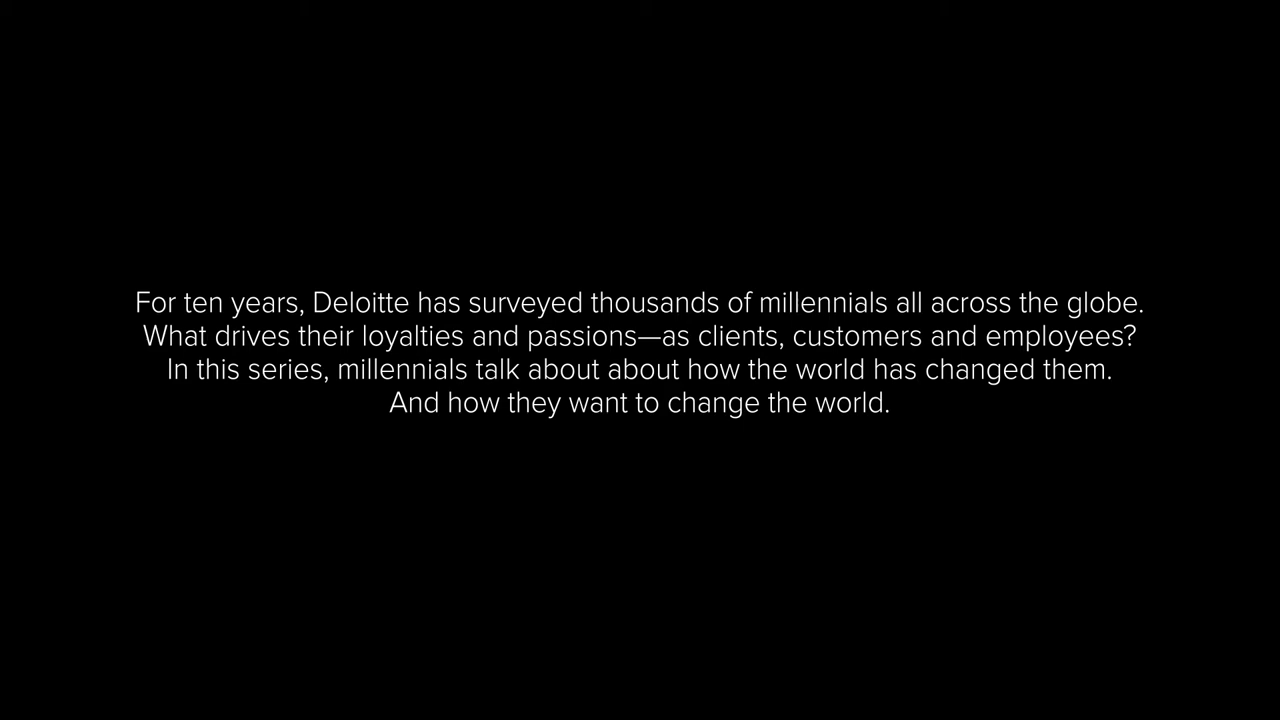 For ten years, Deloitte has surveyed thousands of millennials all across the globe.
What drives their loyalties and passions—as clients, customers and employees?
In this series, millennials talk about about how the world has changed them.
And how they want to change the world.